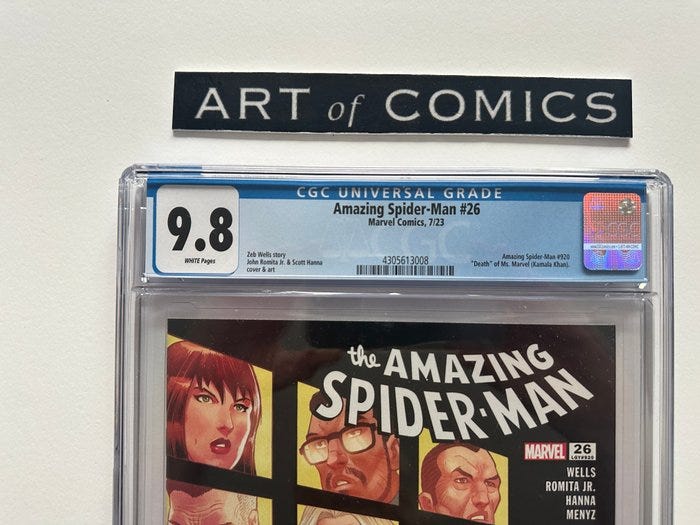 ART of COMICS
CGC UNIVERSAL GRADE
Amazing Spider-Man #26
Marvel Comics, 7/23
9.8
WHITE Pages
Zeb Wells story
John Romita Jr. & Scott Hanna
cover & art
4305613008
Amazing Spider-Man #920
"Death" of Ms. Marvel (Kamala Khan).
CGC
the AMAZING
SPIDER-MAN
MARVEL 26
LGY#920
WELLS
ROMITA JR.
HANNA
MENYZ